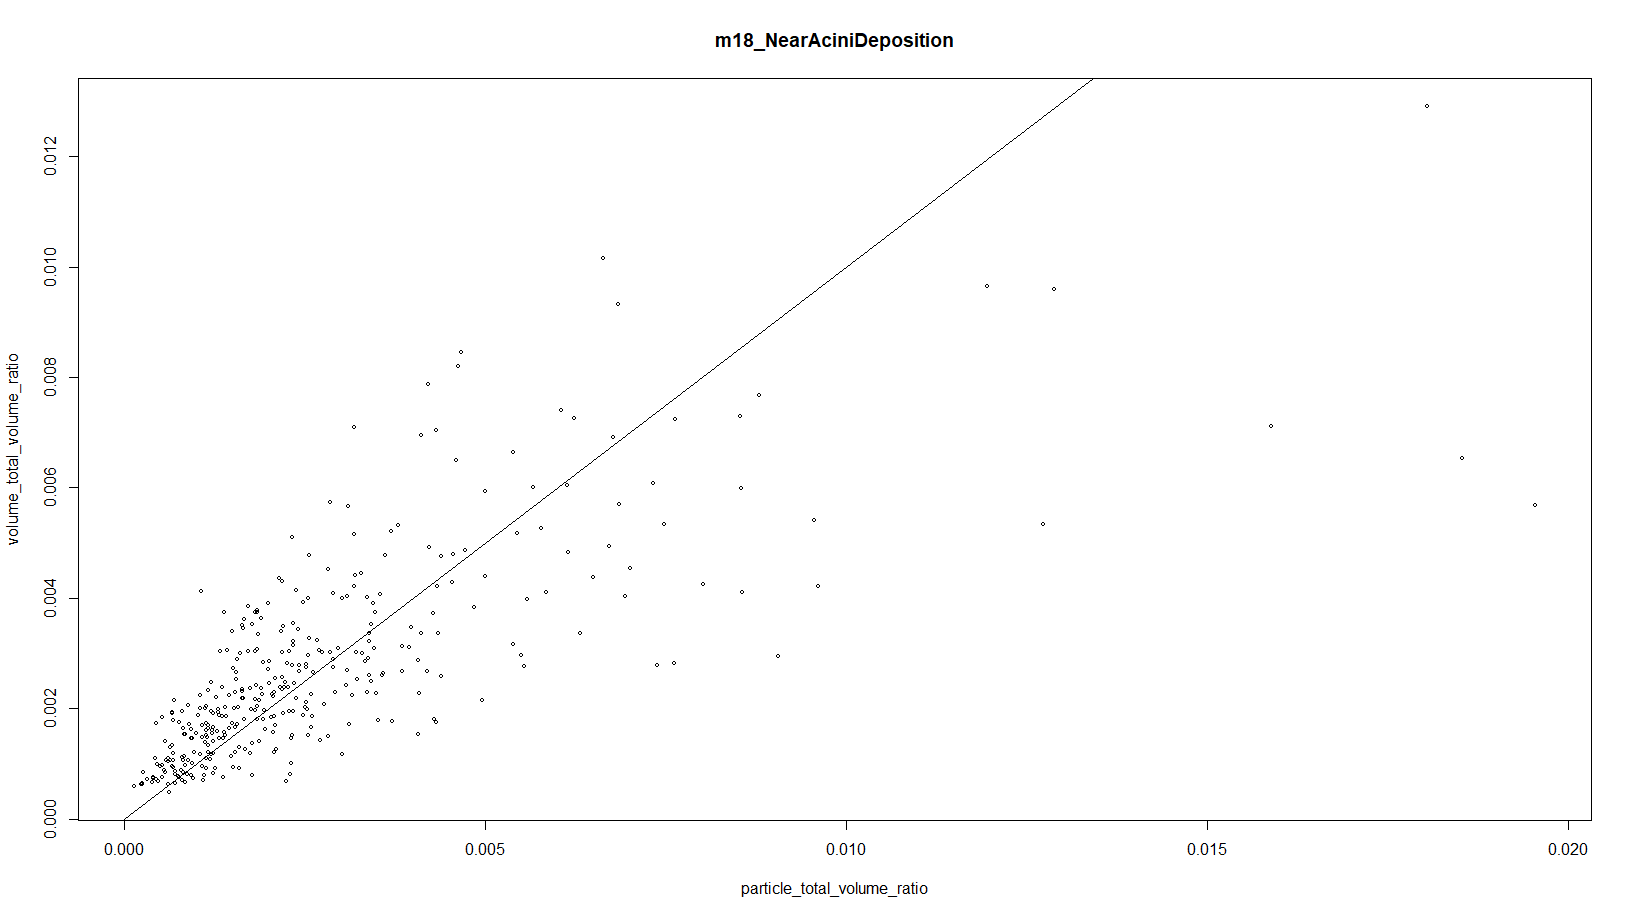 m18_NearAciniDeposition
volume_total_volume_ratio
0.012
0.010
0.008
0.006
0.004
0.002
0.000
0.000 0.005 0.010 0.015 0.020
particle_total_volume_ratio